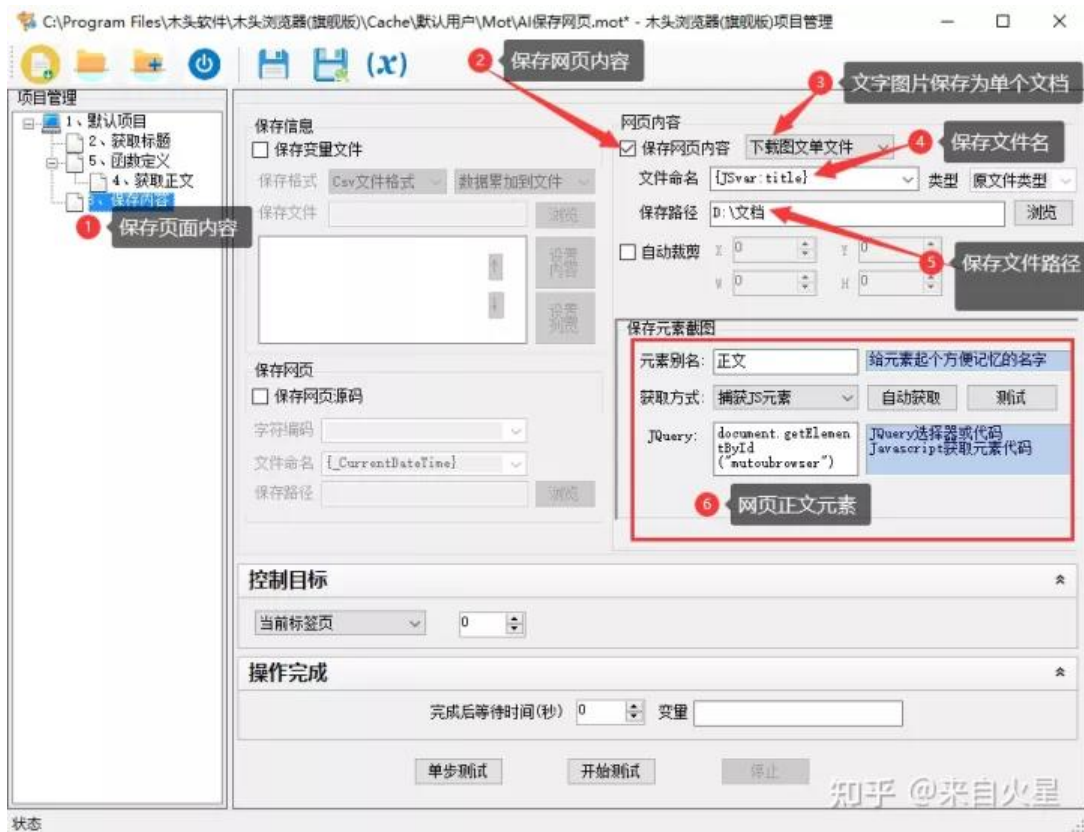 C:\Program Files\木头软件\木头浏览器(旗舰版)\Cache\默认用户\Mot\AI保存网页.mot* - 木头浏览器(旗舰版)项目管理
(x)
2 保存网页内容
3 文字图片保存为单个文档
项目管理
1、默认项目
2、获取标题
5、函数定义
4、获取正文
3、保存内容
1 保存页面内容
保存信息
保存变量文件
保存格式 Csv文件格式 数据累加到文件
保存文件 浏览
设置内容
设置浏览
保存网页
保存网页源码
字符编码
文件命名 {_CurrentDateTime}
保存路径 浏览
网页内容
保存网页内容 下载图文单文件
4 保存文件名
文件命名 {JSvar:title} 类型 原文件类型
保存路径 D:\文档 浏览
自动裁剪 X 0 Y 0
W 0 H 0
5 保存文件路径
保存元素截图
元素别名: 正文 给元素起个方便记忆的名字
获取方式: 捕获JS元素 自动获取 测试
JQuery: document.getElemen
tById
("mutoubrowser")
JQuery选择器或代码
Javascript获取元素代码
6 网页正文元素
控制目标
当前标签页 0
操作完成
完成后等待时间(秒) 0 变量
单步测试 开始测试 停止
知乎 @来自火星
状态